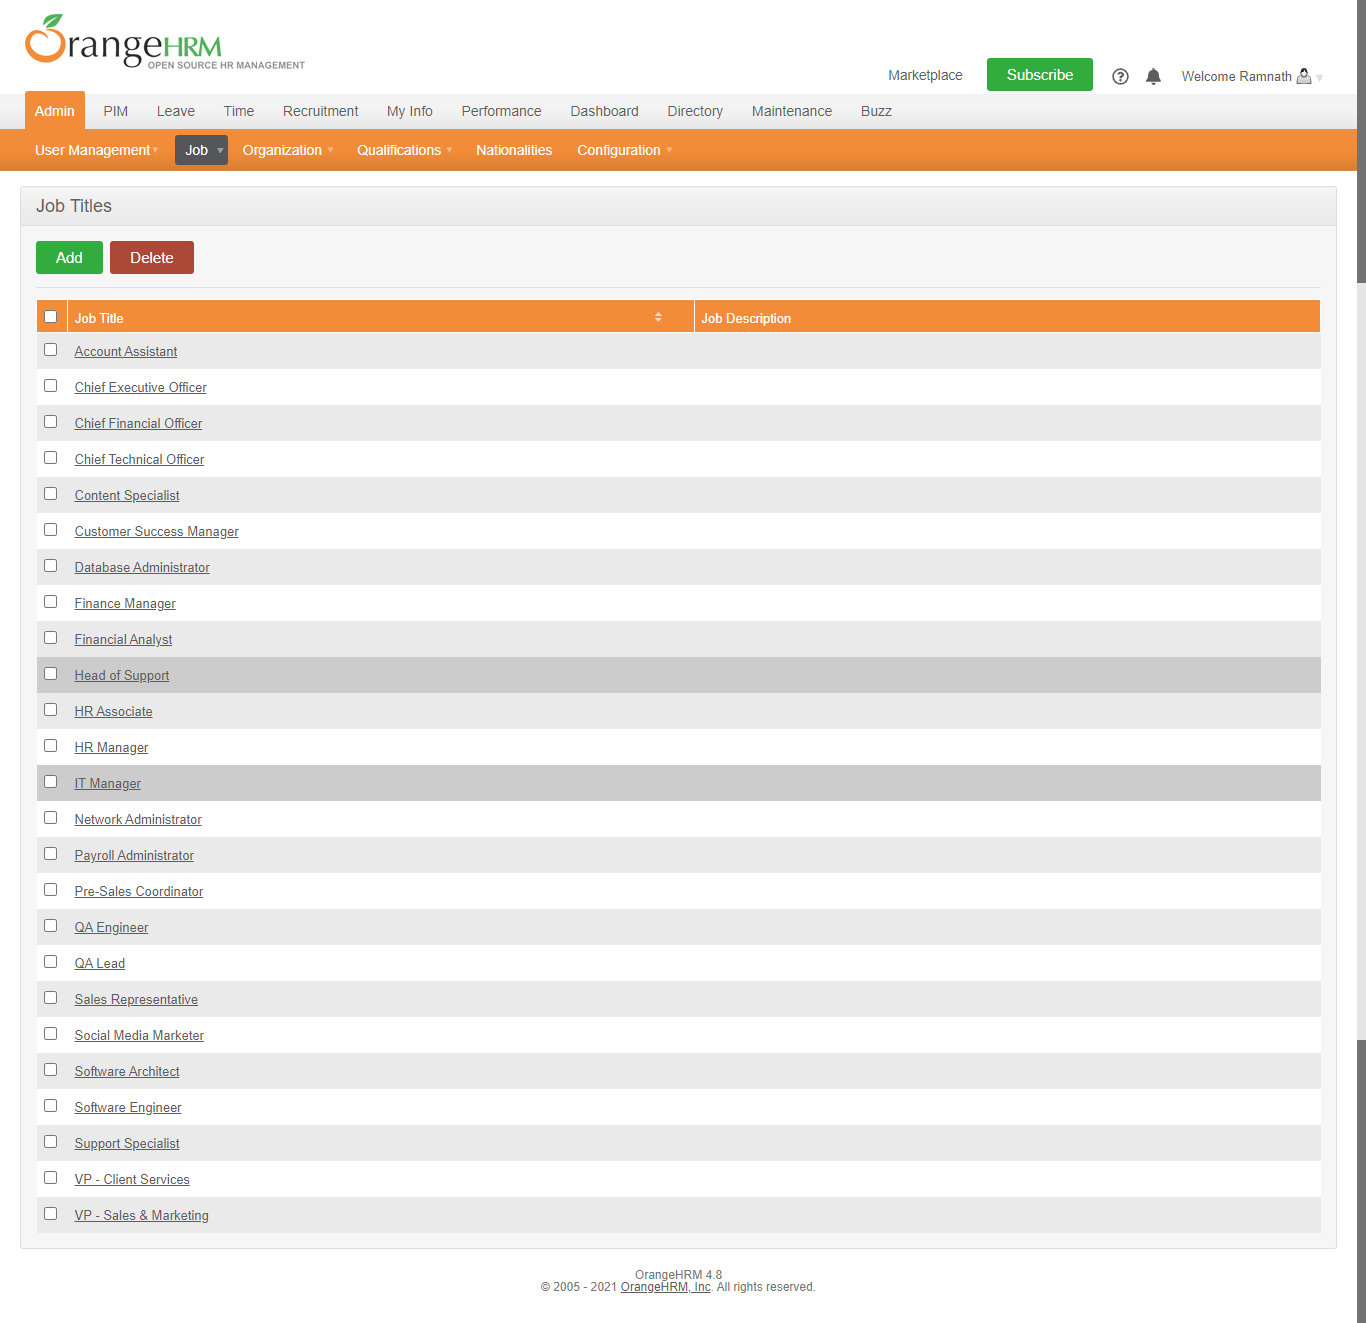 OrangeHRM
OPEN SOURCE HR MANAGEMENT
Marketplace Subscribe Welcome Ramnath
Admin PIM Leave Time Recruitment My Info Performance Dashboard Directory Maintenance Buzz
User Management Job Organization Qualifications Nationalities Configuration
Job Titles
Add Delete
Job Title Job Description
Account Assistant
Chief Executive Officer
Chief Financial Officer
Chief Technical Officer
Content Specialist
Customer Success Manager
Database Administrator
Finance Manager
Financial Analyst
Head of Support
HR Associate
HR Manager
IT Manager
Network Administrator
Payroll Administrator
Pre-Sales Coordinator
QA Engineer
QA Lead
Sales Representative
Social Media Marketer
Software Architect
Software Engineer
Support Specialist
VP - Client Services
VP - Sales & Marketing
OrangeHRM 4.8
© 2005 - 2021 OrangeHRM, Inc. All rights reserved.